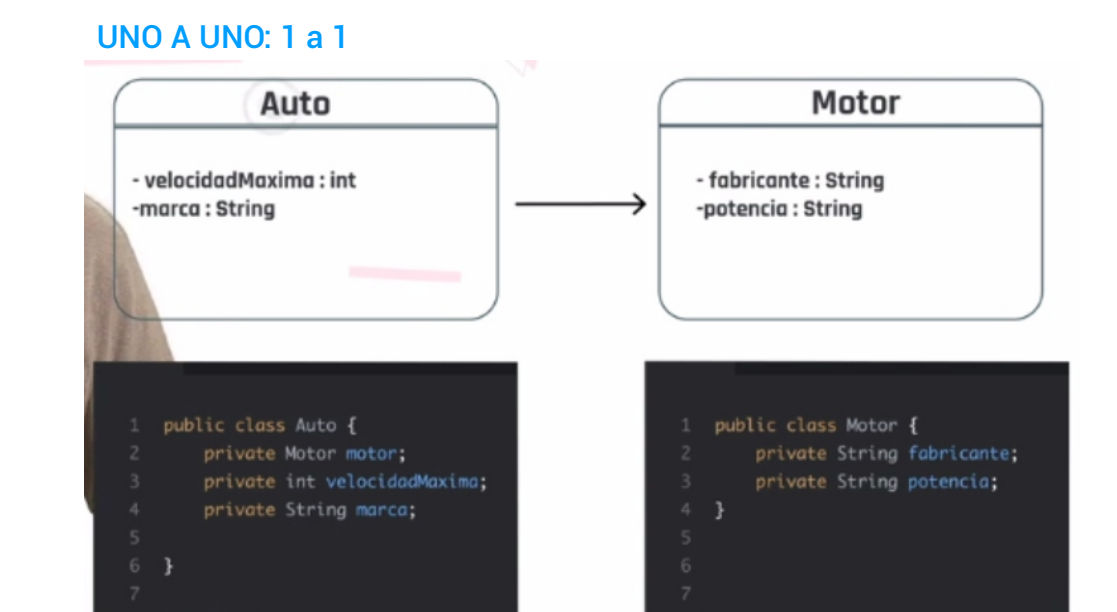 UNO A UNO: 1 a 1
Auto
- velocidadMaxima : int
-marca : String
Motor
- fabricante : String
-potencia : String
1 public class Auto {
2 private Motor motor;
3 private int velocidadMaxima;
4 private String marca;
5
6 }
7
1 public class Motor {
2 private String fabricante;
3 private String potencia;
4 }
5
6
7